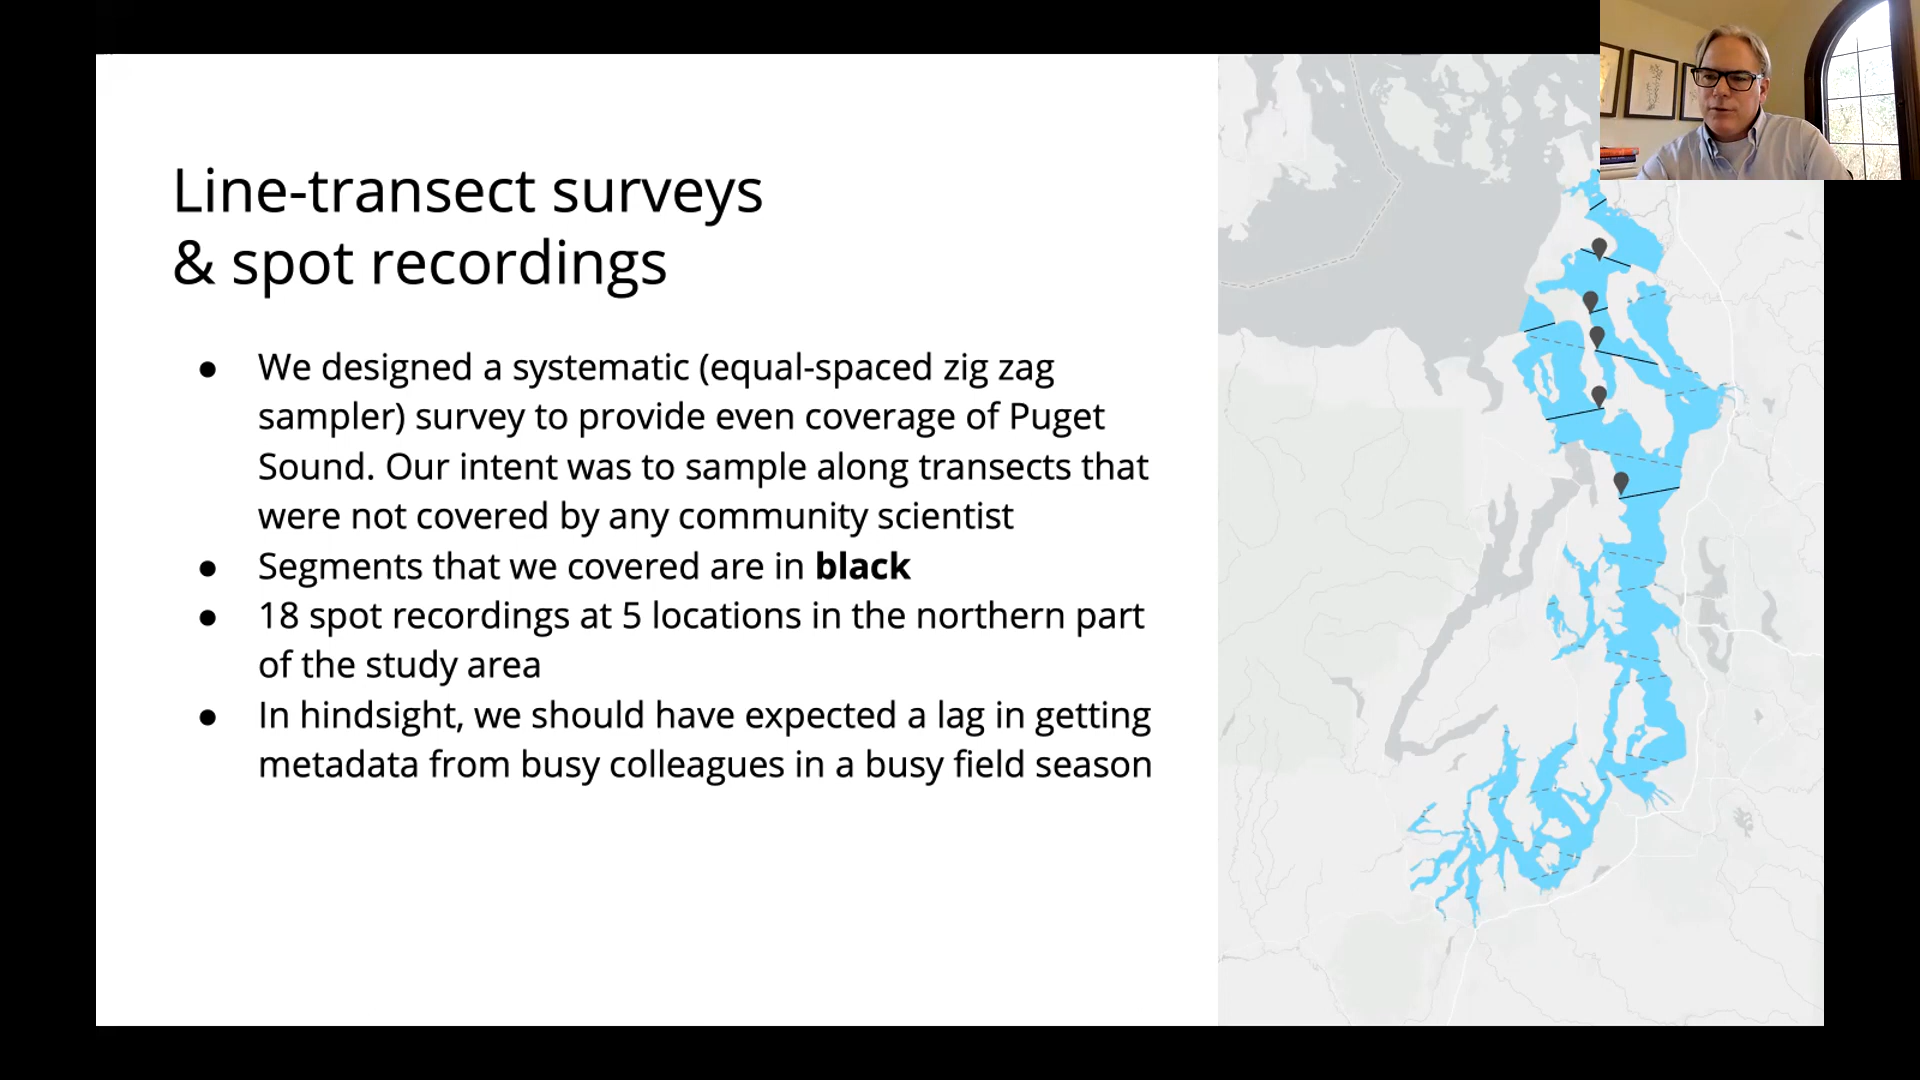 Line-transect surveys
& spot recordings
● We designed a systematic (equal-spaced zig zag
sampler) survey to provide even coverage of Puget
Sound. Our intent was to sample along transects that
were not covered by any community scientist
● Segments that we covered are in black
● 18 spot recordings at 5 locations in the northern part
of the study area
● In hindsight, we should have expected a lag in getting
metadata from busy colleagues in a busy field season